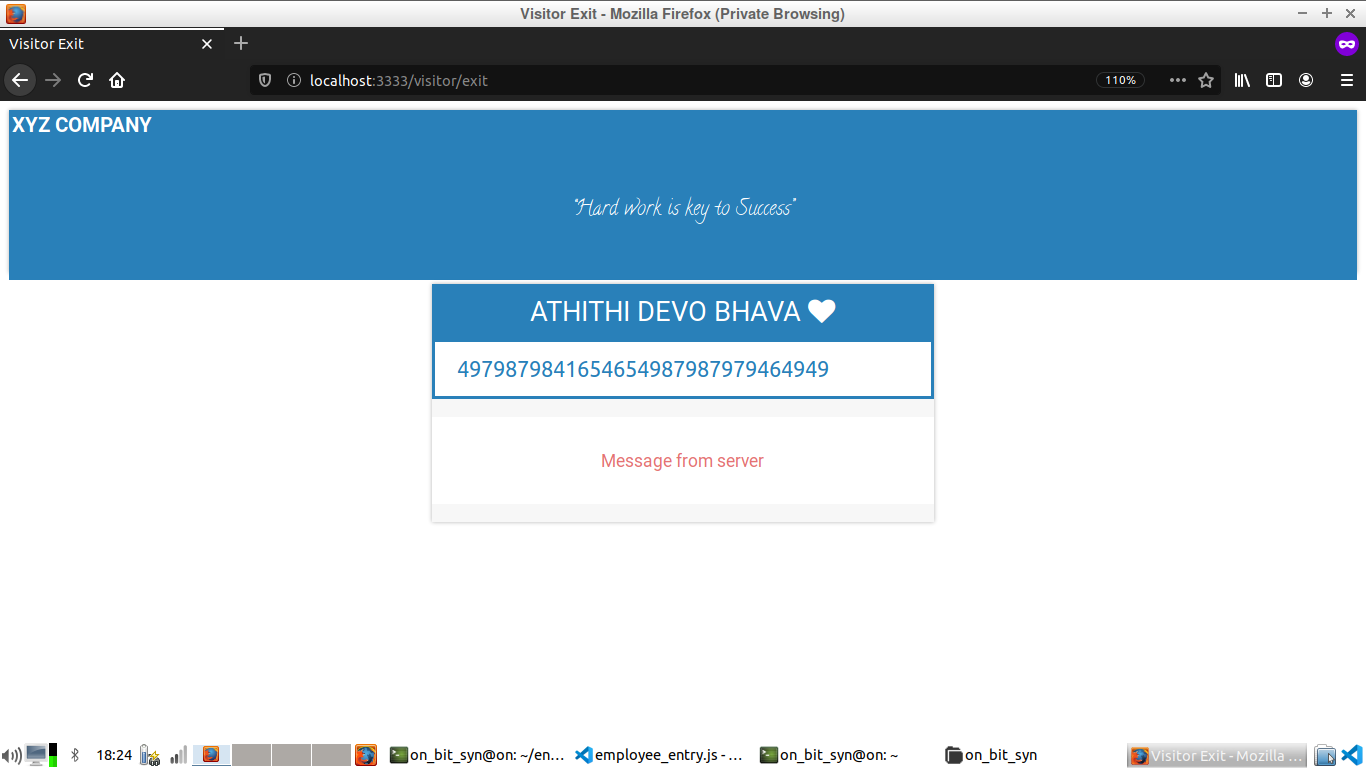 Visitor Exit - Mozilla Firefox (Private Browsing)
Visitor Exit
localhost:3333/visitor/exit
110%
XYZ COMPANY
"Hard work is key to Success"
ATHITHI DEVO BHAVA
49798798416546549879879794​64949
Message from server
18:24
on_bit_syn@on: ~/en...
employee_entry.js - ...
on_bit_syn@on: ~
on_bit_syn
Visitor Exit - Mozilla ...